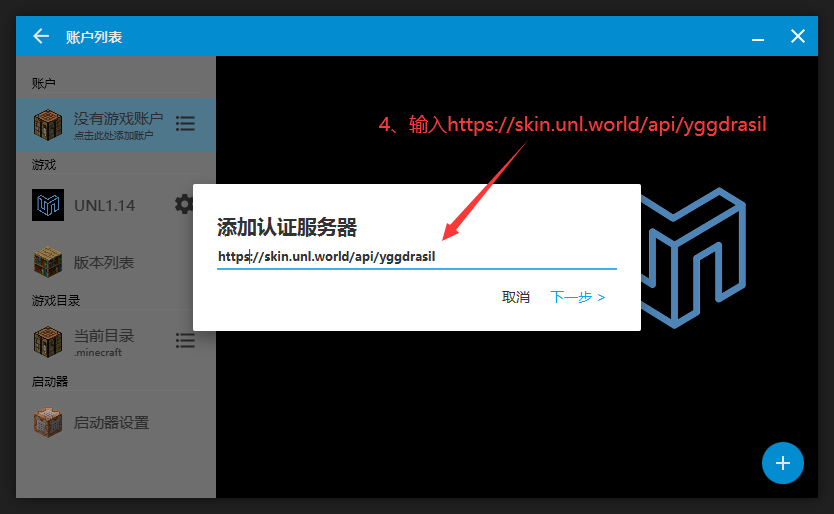 账户列表
账户
没有游戏账户
点击此处添加账户
4、输入https://skin.unl.world/api/yggdrasil
游戏
UNL1.14
添加认证服务器
https://skin.unl.world/api/yggdrasil
版本列表
取消
下一步 >
游戏目录
当前目录
.minecraft
启动器
启动器设置